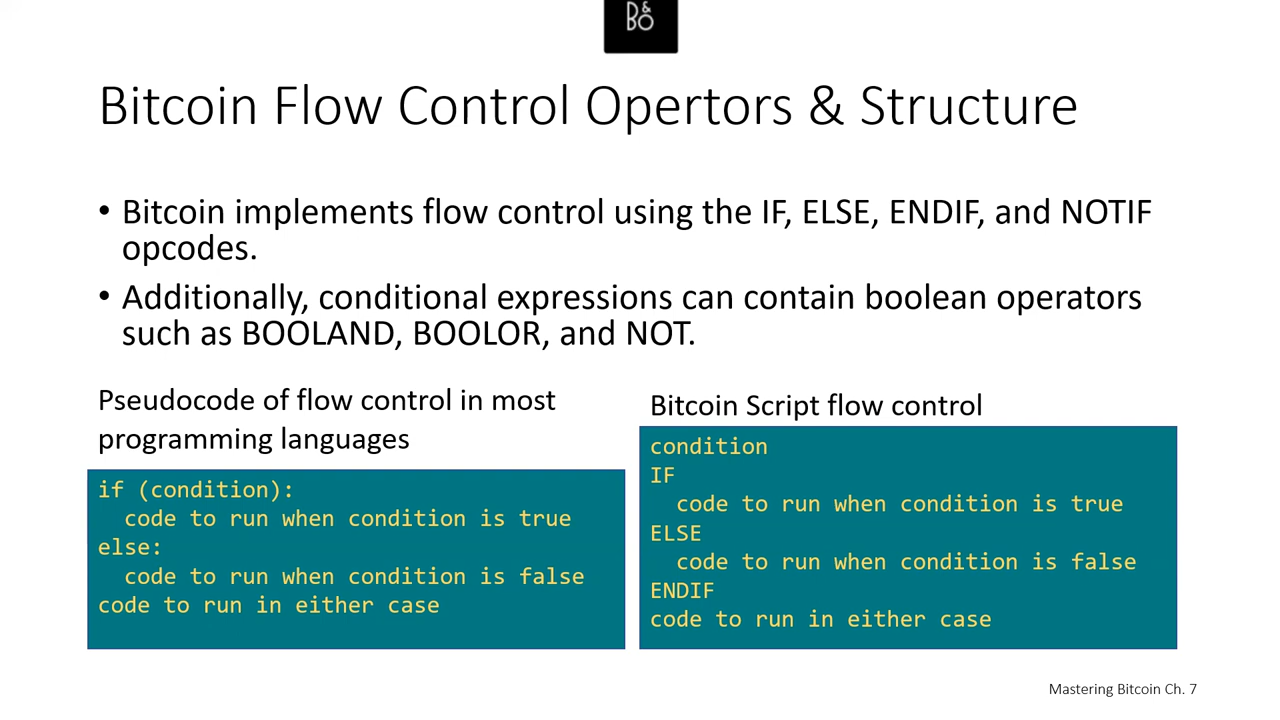 D&
BO
Bitcoin Flow Control Opertors & Structure
• Bitcoin implements flow control using the IF, ELSE, ENDIF, and NOTIF
opcodes.
• Additionally, conditional expressions can contain boolean operators
such as BOOLAND, BOOLOR, and NOT.
Pseudocode of flow control in most
programming languages
if (condition):
  code to run when condition is true
else:
  code to run when condition is false
code to run in either case
Bitcoin Script flow control
condition
IF
  code to run when condition is true
ELSE
  code to run when condition is false
ENDIF
code to run in either case
Mastering Bitcoin Ch. 7